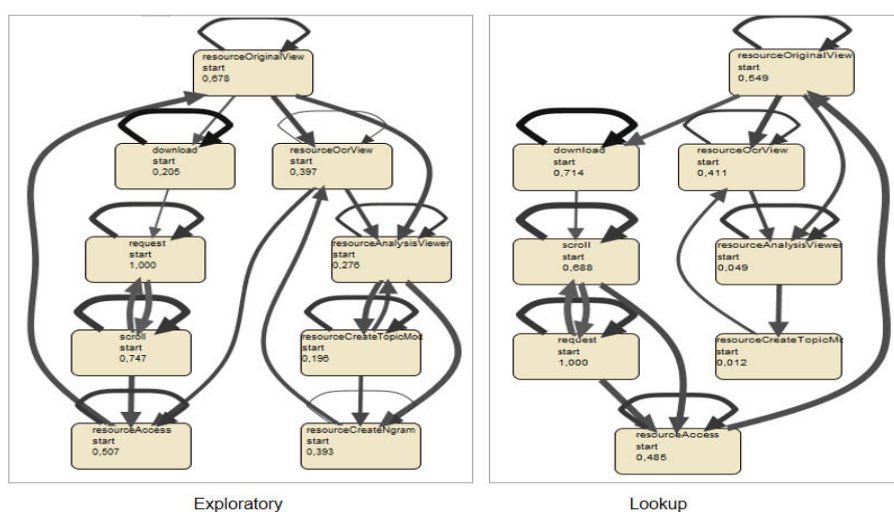 resourceOriginalView
start
0,678
download
start
0,205
resourceOcrView
start
0,397
request
start
1,000
resourceAnalysisViewer
start
0,276
scroll
start
0,747
resourceCreateTopicMod
start
0,196
resourceAccess
start
0,507
resourceCreateNgram
start
0,393
Exploratory
resourceOriginalView
start
0,549
download
start
0,714
resourceOcrView
start
0,411
scroll
start
0,688
resourceAnalysisViewer
start
0,049
request
start
1,000
resourceCreateTopicMo
start
0,012
resourceAccess
start
0,485
Lookup